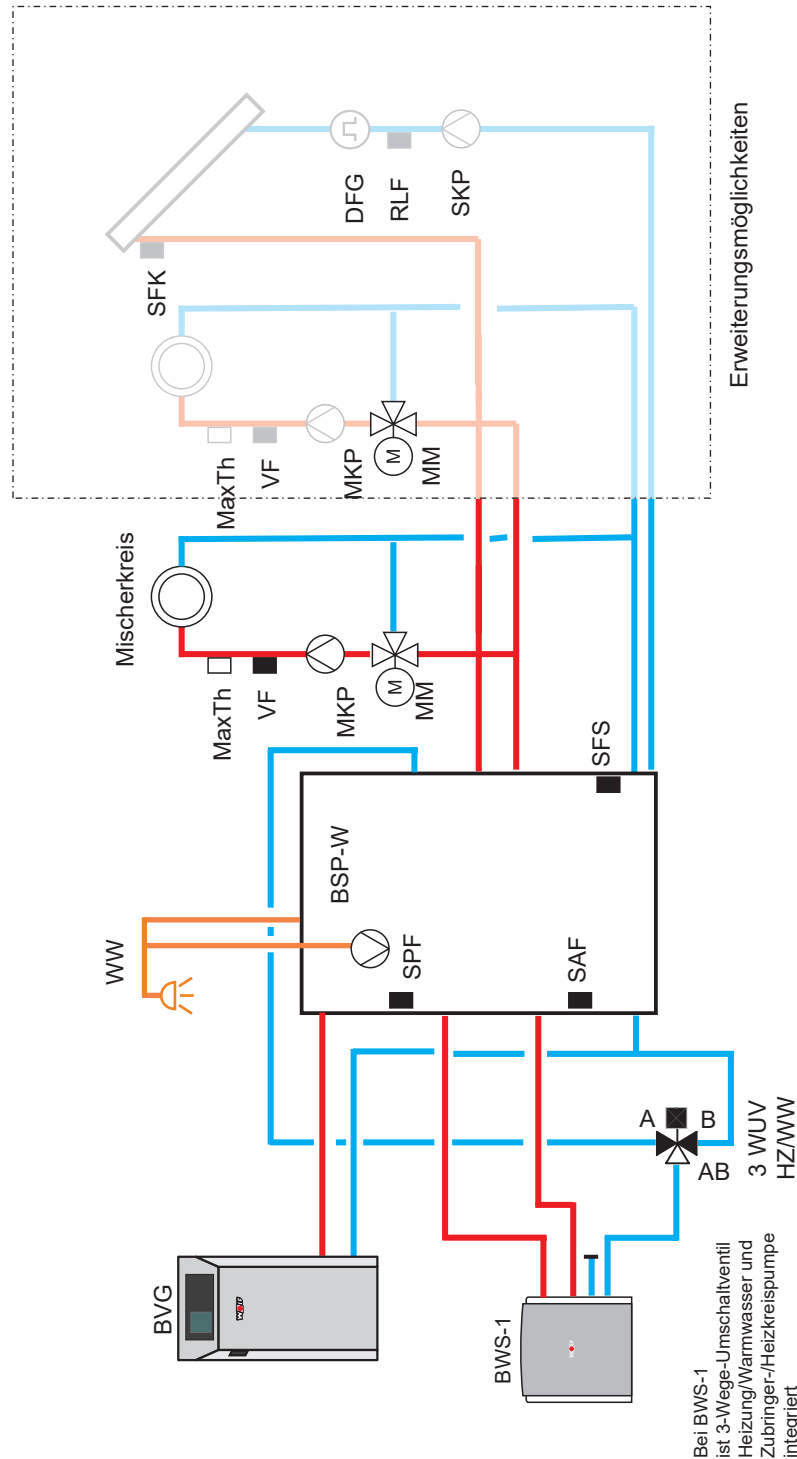 BVG
WOLF
WW
BSP-W
SPF
SAF
SFS
Mischerkreis
MaxTh
VF
MKP
M
MM
MaxTh
VF
MKP
M
MM
SFK
DFG
RLF
SKP
Erweiterungsmöglichkeiten
BWS-1
A
B
AB
3 WUV
HZ/WW
Bei BWS-1
ist 3-Wege-Umschaltventil
Heizung/Warmwasser und
Zubringer-/Heizkreispumpe
integriert